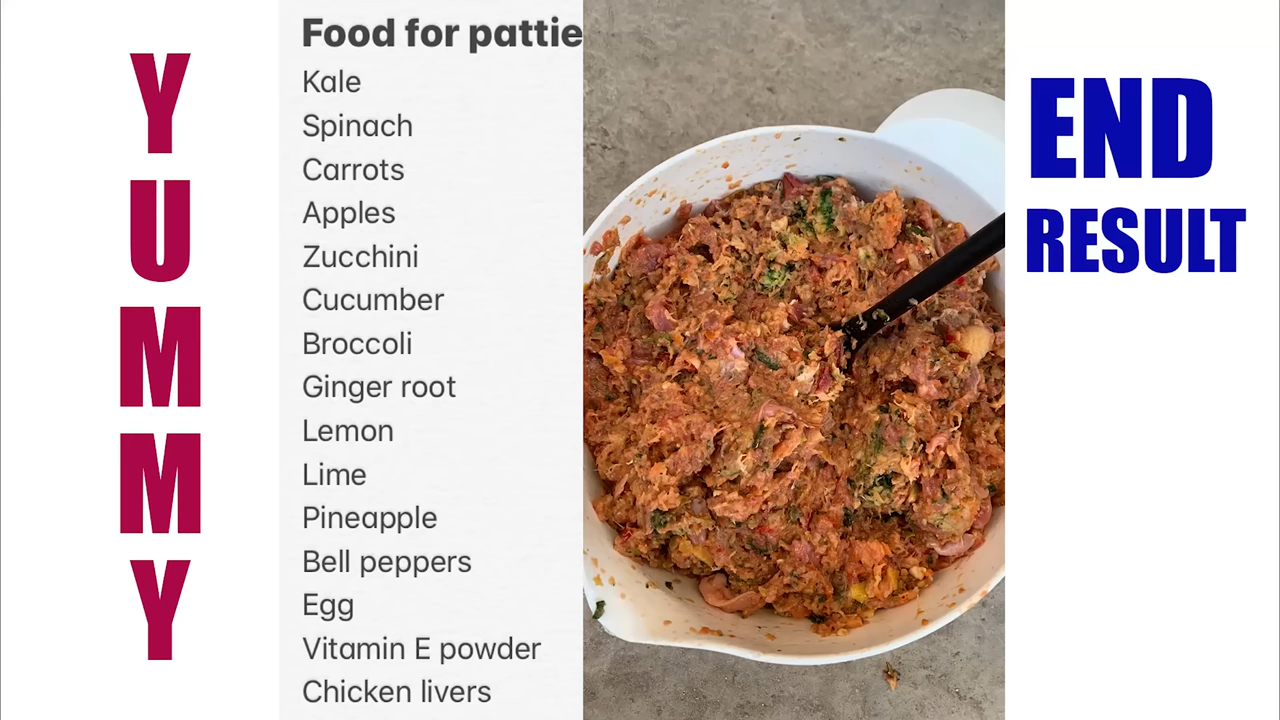 YUMMY
Food for pattie
Kale
Spinach
Carrots
Apples
Zucchini
Cucumber
Broccoli
Ginger root
Lemon
Lime
Pineapple
Bell peppers
Egg
Vitamin E powder
Chicken livers
END
RESULT